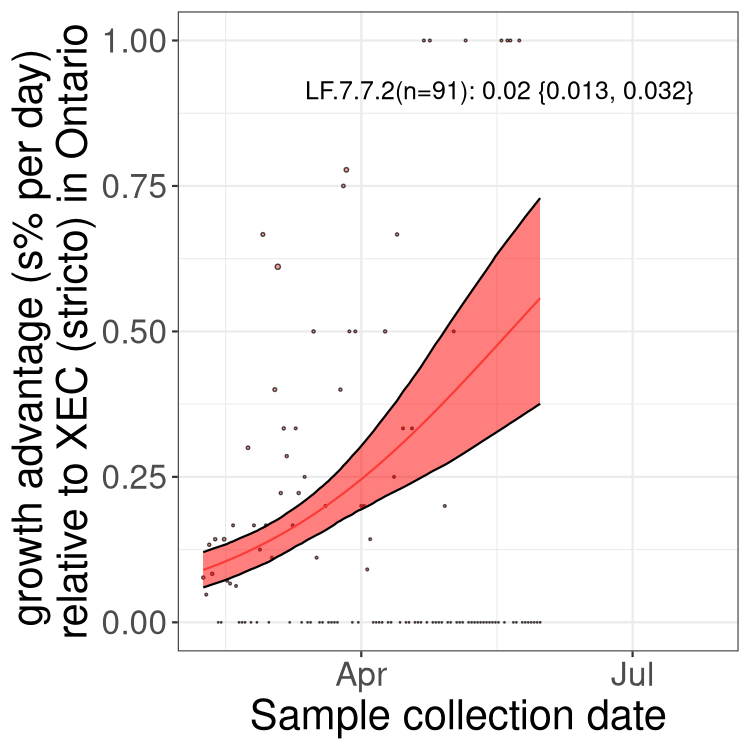 growth advantage (s% per day)
relative to XEC (stricto) in Ontario
1.00
0.75
0.50
0.25
0.00
LF.7.7.2(n=91): 0.02 {0.013, 0.032}
Apr
Jul
Sample collection date